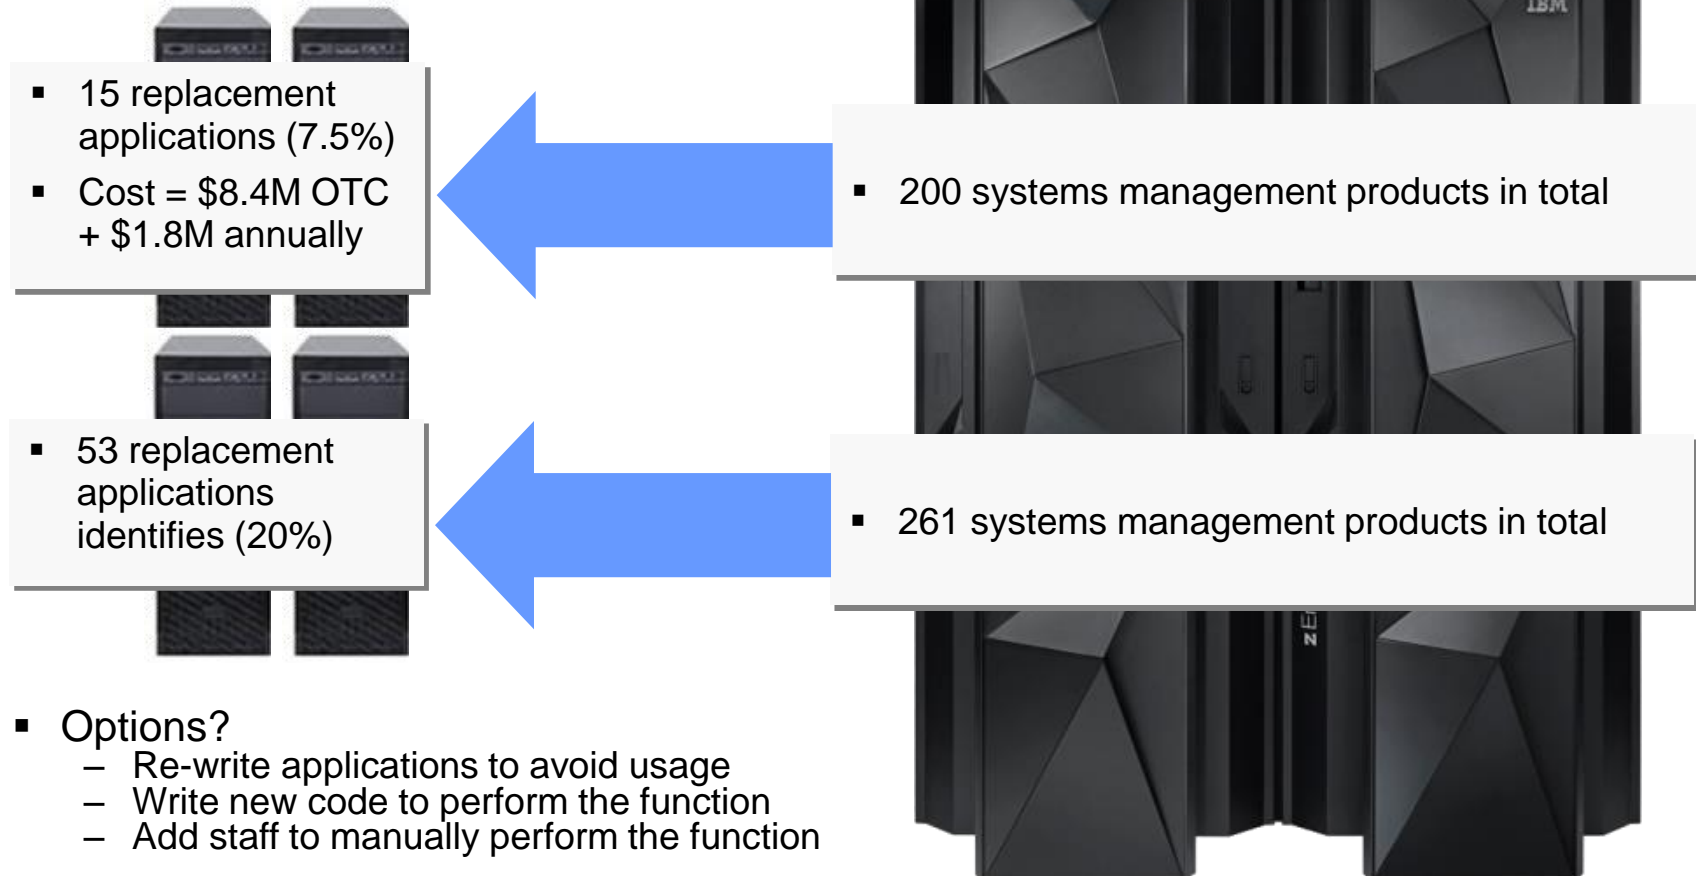 IBM
▪ 15 replacement
applications (7.5%)
▪ Cost = $8.4M OTC
+ $1.8M annually
▪ 200 systems management products in total
▪ 53 replacement
applications
identifies (20%)
▪ 261 systems management products in total
▪ Options?
– Re-write applications to avoid usage
– Write new code to perform the function
– Add staff to manually perform the function